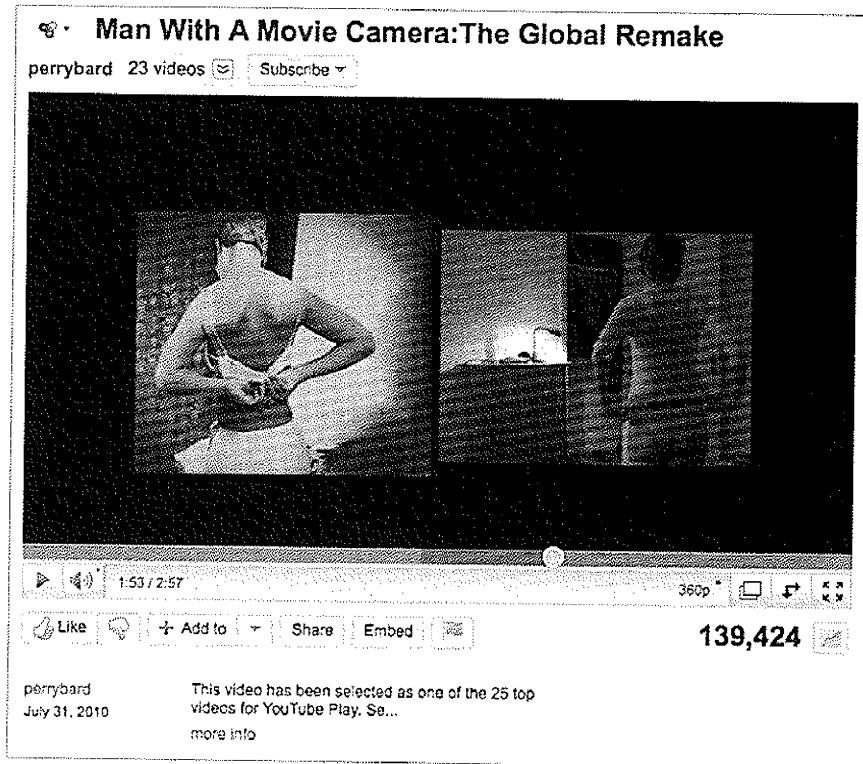 Man With A Movie Camera:The Global Remake
perrybard 23 videos Subscribe
1:53 / 2:57 360p
Like Add to Share Embed 139,424
perrybard This video has been selected as one of the 25 top
July 31, 2010 videos for YouTube Play. Se...
more info